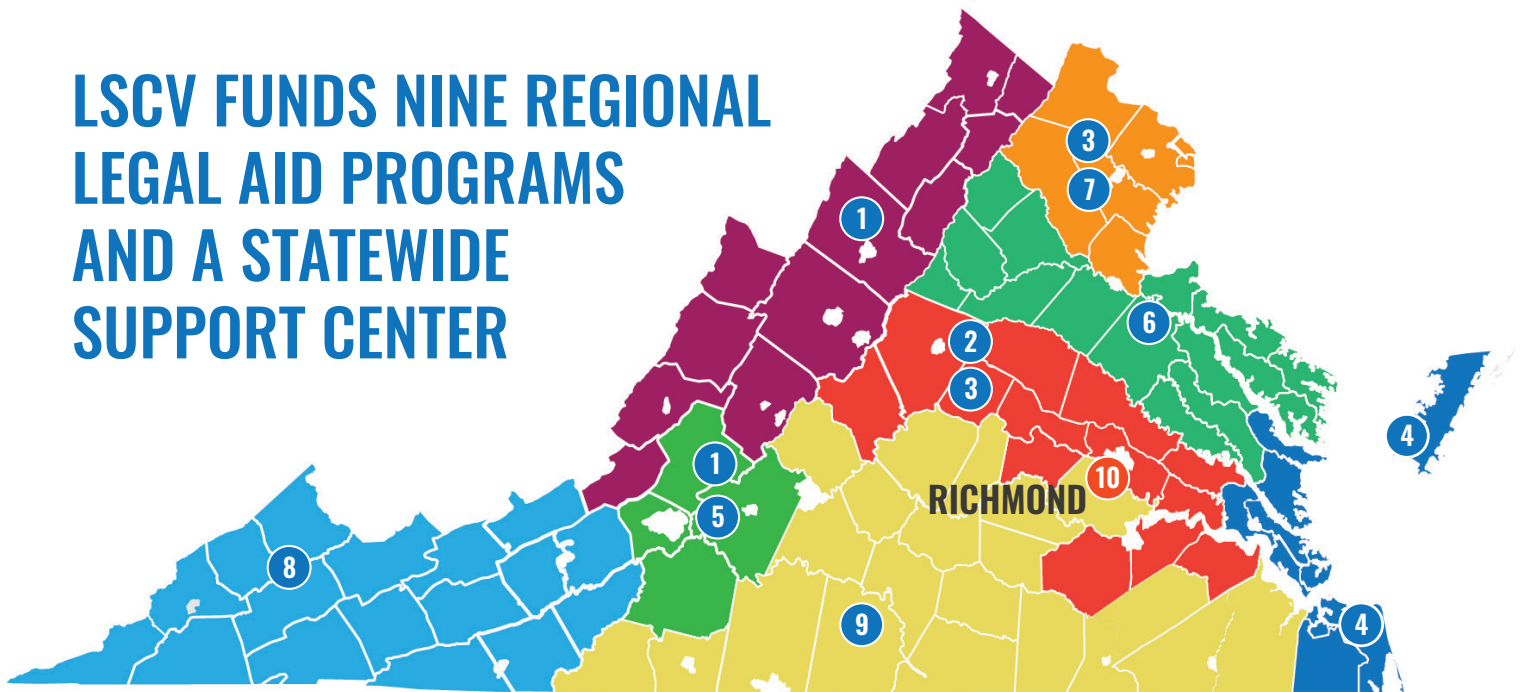 LSCV FUNDS NINE REGIONAL
LEGAL AID PROGRAMS
AND A STATEWIDE
SUPPORT CENTER
3
7
1
6
2
3
4
1
10
RICHMOND
5
8
9
4